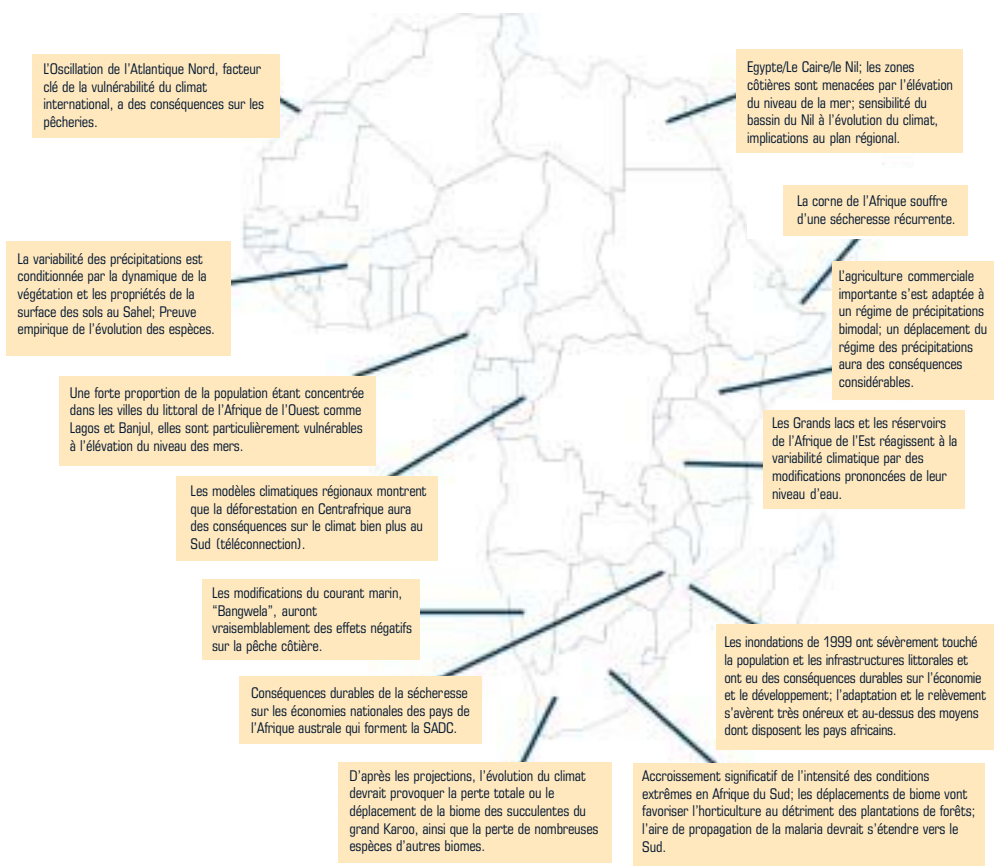 L'Oscillation de l'Atlantique Nord, facteur
clé de la vulnérabilité du climat
international, a des conséquences sur les
pêcheries.
Egypte/Le Caire/le Nil; les zones
côtières sont menacées par l'élévation
du niveau de la mer; sensibilité du
bassin du Nil à l'évolution du climat,
implications au plan régional.
La corne de l'Afrique souffre
d'une sécheresse récurrente.
La variabilité des précipitations est
conditionnée par la dynamique de la
végétation et les propriétés de la
surface des sols au Sahel; Preuve
empirique de l'évolution des espèces.
L'agriculture commerciale
importante s'est adaptée à
un régime de précipitations
bimodal; un déplacement du
régime des précipitations
aura des conséquences
considérables.
Une forte proportion de la population étant concentrée
dans les villes du littoral de l'Afrique de l'Ouest comme
Lagos et Banjul, elles sont particulièrement vulnérables
à l'élévation du niveau des mers.
Les Grands lacs et les réservoirs
de l'Afrique de l'Est réagissent à la
variabilité climatique par des
modifications prononcées de leur
niveau d'eau.
Les modèles climatiques régionaux montrent
que la déforestation en Centrafrique aura
des conséquences sur le climat bien plus au
Sud (téléconnection).
Les modifications du courant marin,
"Bangwela", auront
vraisemblablement des effets négatifs
sur la pêche côtière.
Les inondations de 1999 ont sévèrement touché
la population et les infrastructures littorales et
ont eu des conséquences durables sur l'économie
et le développement; l'adaptation et le relèvement
s'avèrent très onéreux et au-dessus des moyens
dont disposent les pays africains.
Conséquences durables de la sécheresse
sur les économies nationales des pays de
l'Afrique australe qui forment la SADC.
D'après les projections, l'évolution du climat
devrait provoquer la perte totale ou le
déplacement de la biome des succulentes du
grand Karoo, ainsi que la perte de nombreuses
espèces d'autres biomes.
Accroissement significatif de l'intensité des conditions
extrêmes en Afrique du Sud; les déplacements de biome vont
favoriser l'horticulture au détriment des plantations de forêts;
l'aire de propagation de la malaria devrait s'étendre vers le
Sud.